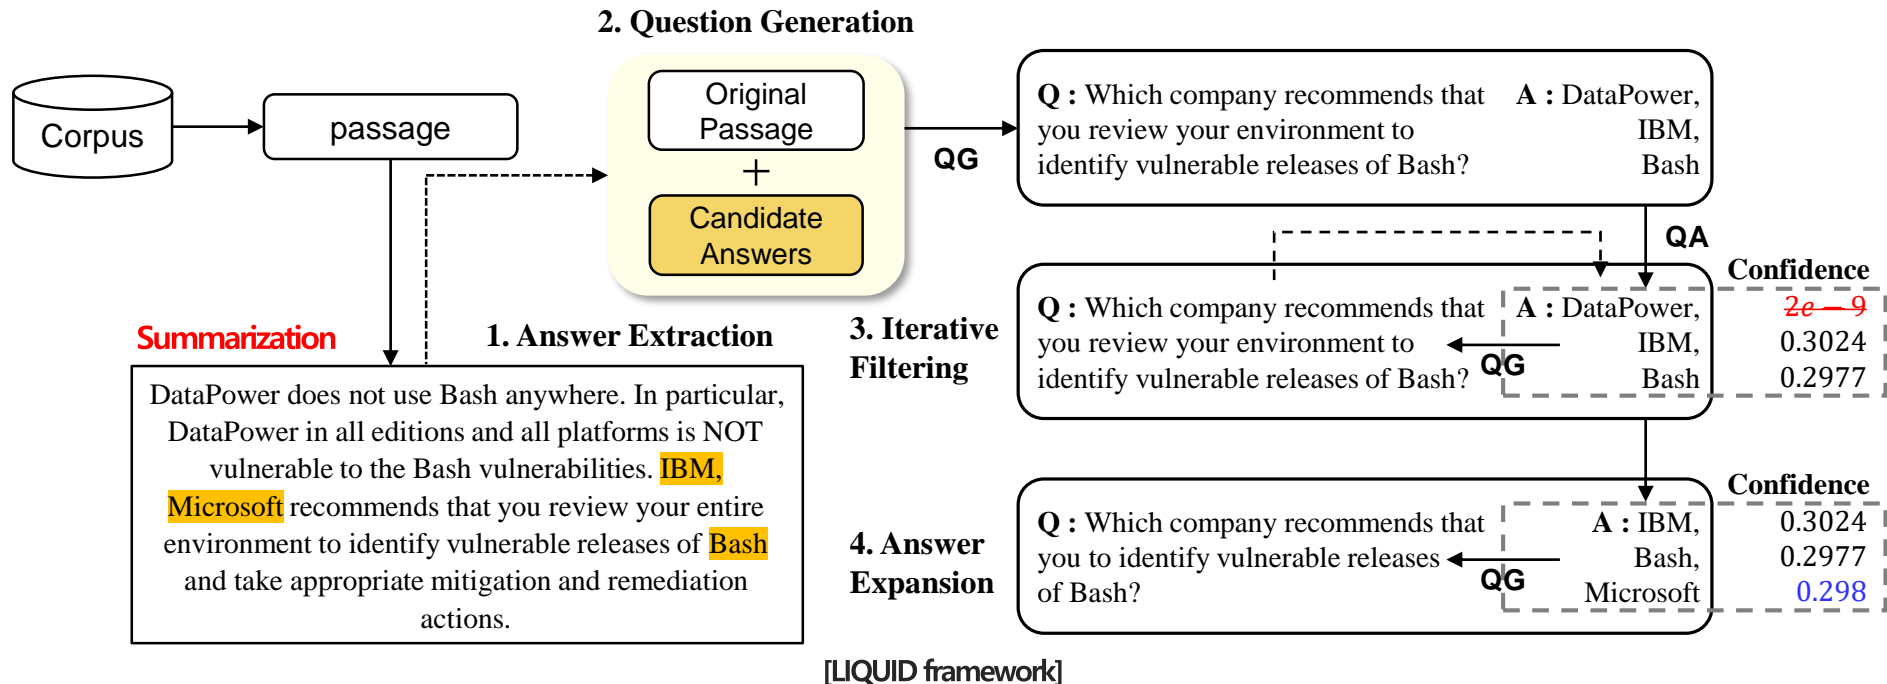 2. Question Generation
Corpus
passage
Original
Passage
+
Candidate
Answers
QG
Q : Which company recommends that
you review your environment to
identify vulnerable releases of Bash?
A : DataPower,
IBM,
Bash
QA
Summarization
1. Answer Extraction
DataPower does not use Bash anywhere. In particular,
DataPower in all editions and all platforms is NOT
vulnerable to the Bash vulnerabilities. IBM,
Microsoft recommends that you review your entire
environment to identify vulnerable releases of Bash
and take appropriate mitigation and remediation
actions.
3. Iterative
Filtering
Q : Which company recommends that
you review your environment to
identify vulnerable releases of Bash?
QG
A : DataPower,
IBM,
Bash
Confidence
2e − 9
0.3024
0.2977
4. Answer
Expansion
Q : Which company recommends that
you to identify vulnerable releases
of Bash?
QG
A : IBM,
Bash,
Microsoft
Confidence
0.3024
0.2977
0.298
[LIQUID framework]